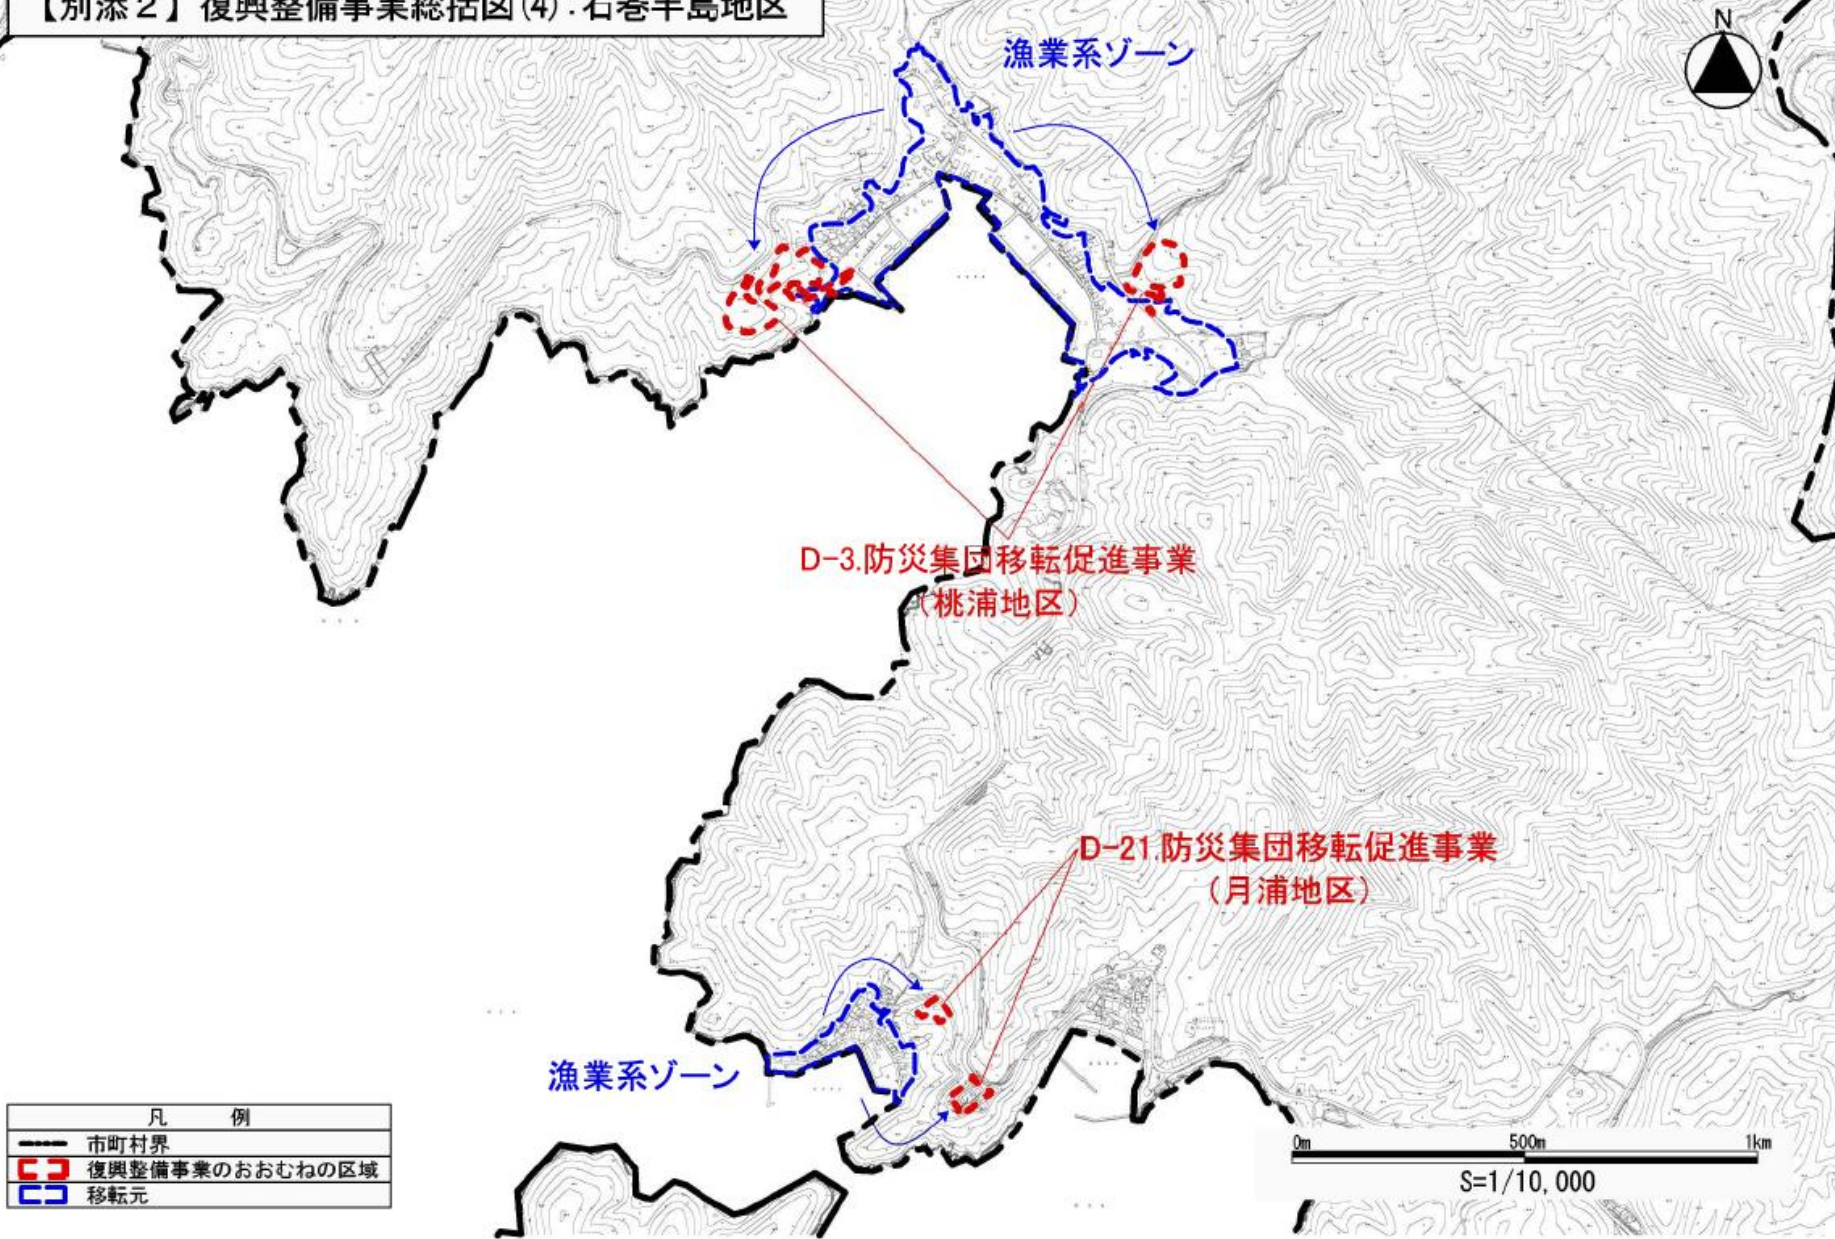 【別添２】復興整備事業総括図(4):石巻半島地区
N
漁業系ゾーン
D-3.防災集団移転促進事業
(桃浦地区)
D-21.防災集団移転促進事業
(月浦地区)
漁業系ゾーン
凡 例
市町村界
復興整備事業のおおむねの区域
移転元
0m 500m 1km
S=1/10,000